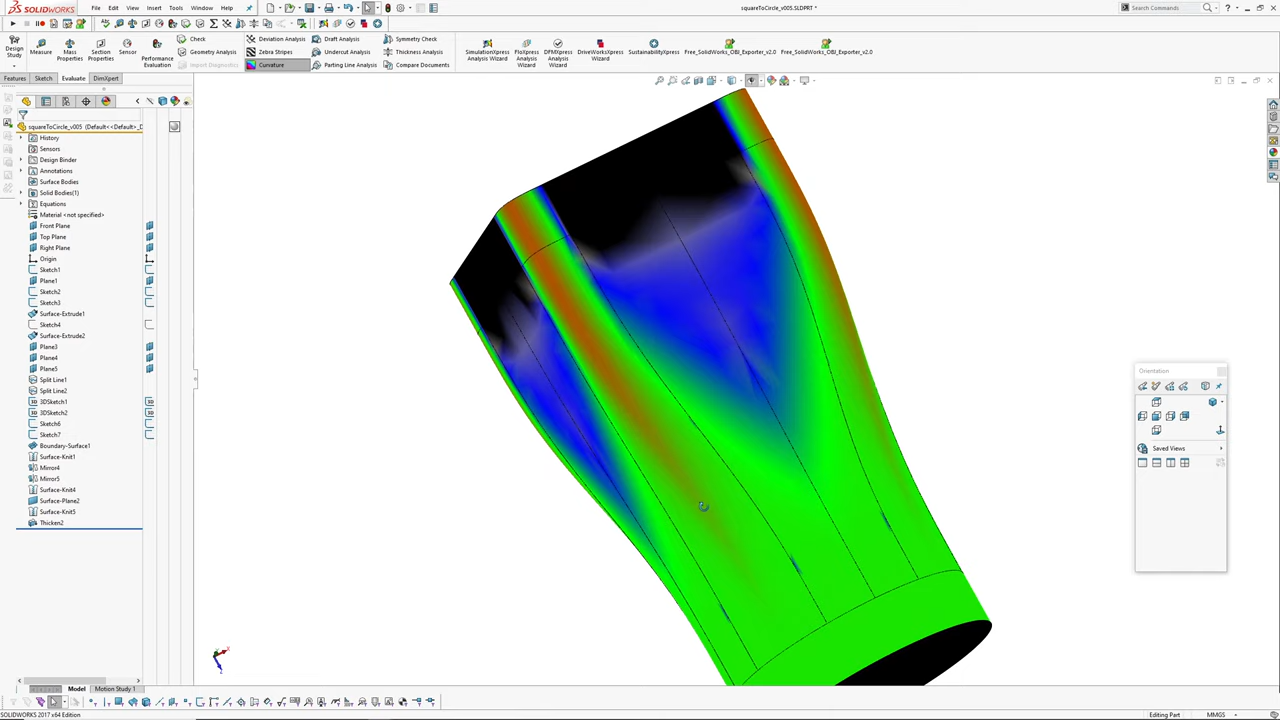 SOLIDWORKS
File Edit View Insert Tools Window Help
squareToCircle_v005.SLDPRT *
Search Commands
Design Study
Measure
Mass Properties
Section Properties
Sensor
Performance Evaluation
Check
Geometry Analysis
Import Diagnostics
Deviation Analysis
Zebra Stripes
Curvature
Draft Analysis
Undercut Analysis
Parting Line Analysis
Symmetry Check
Thickness Analysis
Compare Documents
SimulationXpress Analysis Wizard
FloXpress Analysis Wizard
DFMXpress Analysis Wizard
DriveWorksXpress Wizard
SustainabilityXpress
Free_SolidWorks_OBJ_Exporter_v2.0
Free_SolidWorks_OBJ_Exporter_v2.0
Features Sketch Evaluate DimXpert
squareToCircle_v005 (Default<<Default>_D
History
Sensors
Design Binder
Annotations
Surface Bodies
Solid Bodies(1)
Equations
Material <not specified>
Front Plane
Top Plane
Right Plane
Origin
Sketch1
Plane1
Sketch2
Sketch3
Surface-Extrude1
Sketch4
Surface-Extrude2
Plane3
Plane4
Plane5
Split Line1
Split Line2
3DSketch1
3DSketch2
Sketch6
Sketch7
Boundary-Surface1
Surface-Knit1
Mirror4
Mirror5
Surface-Knit4
Surface-Plane2
Surface-Knit5
Thicken2
Orientation
Saved Views
Model Motion Study 1
SOLIDWORKS 2017 x64 Edition
Editing Part
MMGS